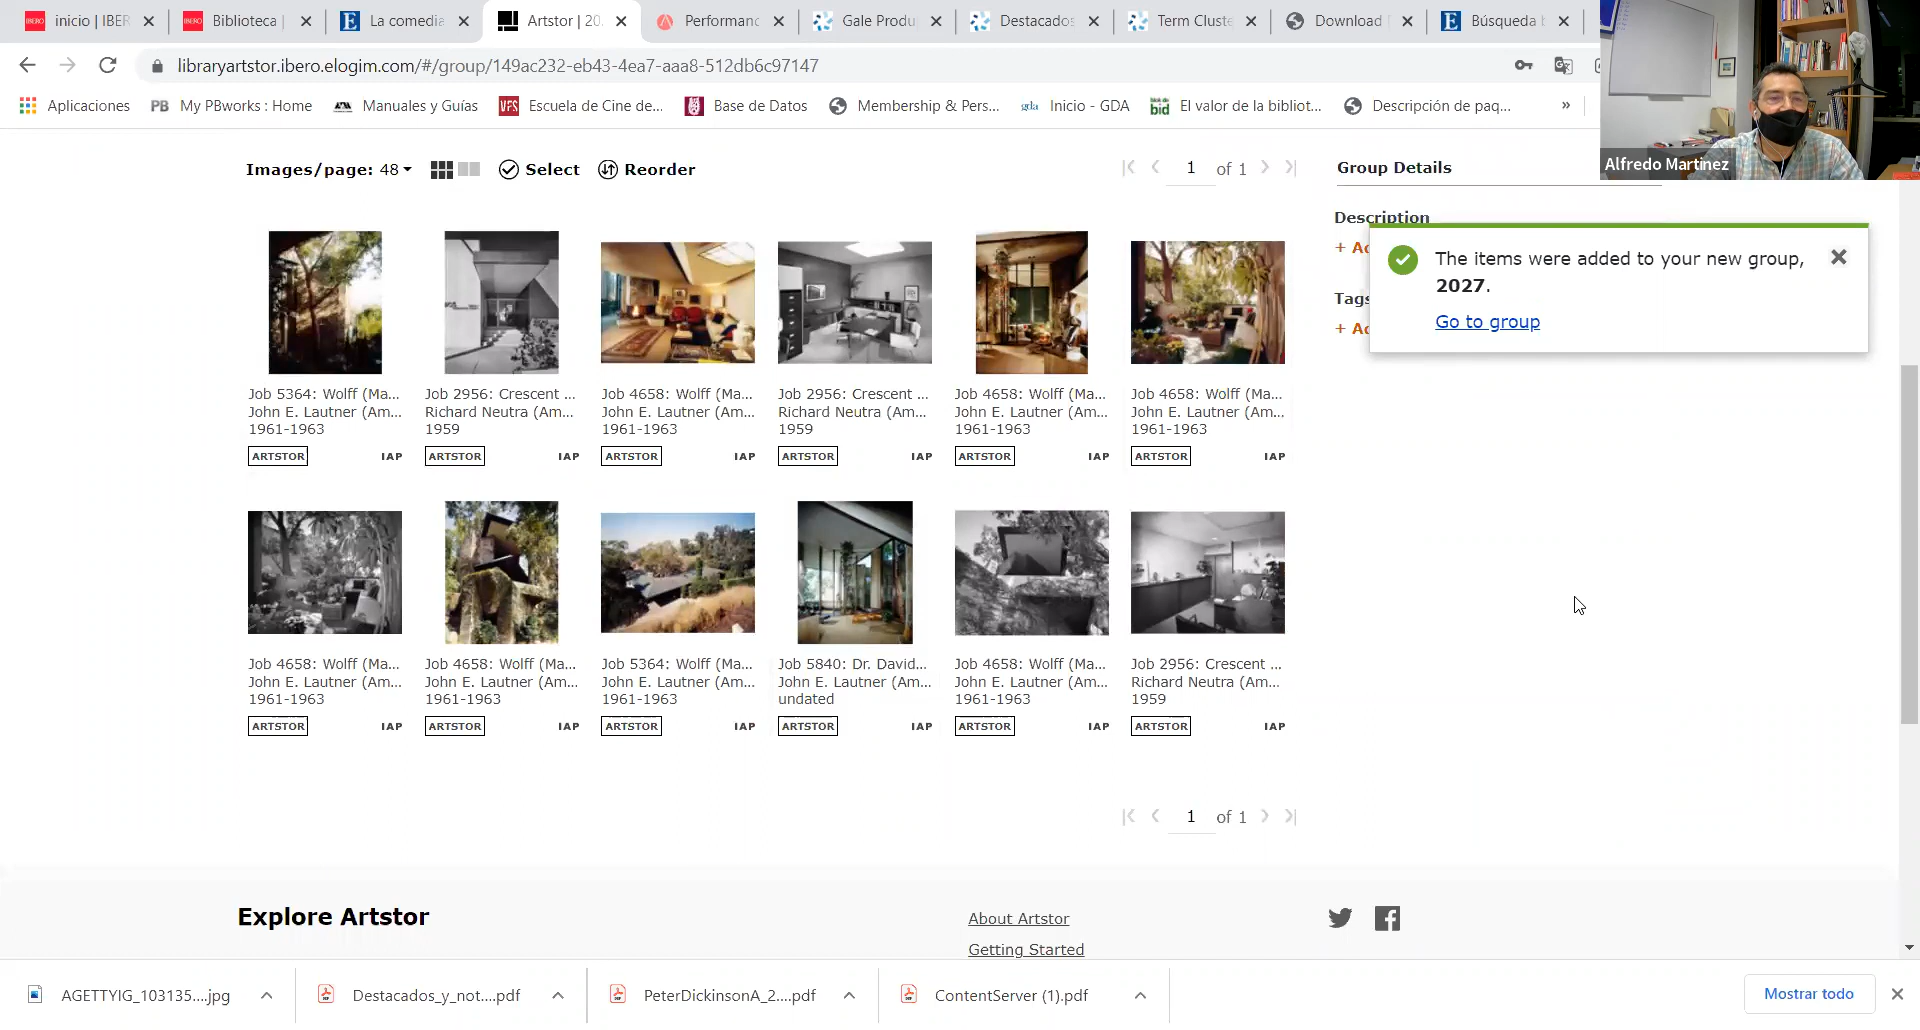 inicio | IBER
Biblioteca |
La comedia
Artstor | 20
Performanc
Gale Produ
Destacados
Term Cluste
Download
Búsqueda b
libraryartstor.ibero.elogim.com/#/group/149ac232-eb43-4ea7-aaa8-512db6c97147
Aplicaciones
PB My PBworks : Home
Manuales y Guías
Escuela de Cine de...
Base de Datos
Membership & Pers...
gda Inicio - GDA
bid El valor de la bibliot...
Descripción de paq...
»
Alfredo Martinez
Images/page: 48
Select
Reorder
1 of 1
Group Details
Description
+ Ad
Tags
+ Ad
The items were added to your new group,
2027.
Go to group
Job 5364: Wolff (Ma...
John E. Lautner (Am...
1961-1963
ARTSTOR IAP
Job 2956: Crescent ...
Richard Neutra (Am...
1959
ARTSTOR IAP
Job 4658: Wolff (Ma...
John E. Lautner (Am...
1961-1963
ARTSTOR IAP
Job 2956: Crescent ...
Richard Neutra (Am...
1959
ARTSTOR IAP
Job 4658: Wolff (Ma...
John E. Lautner (Am...
1961-1963
ARTSTOR IAP
Job 4658: Wolff (Ma...
John E. Lautner (Am...
1961-1963
ARTSTOR IAP
Job 4658: Wolff (Ma...
John E. Lautner (Am...
1961-1963
ARTSTOR IAP
Job 4658: Wolff (Ma...
John E. Lautner (Am...
1961-1963
ARTSTOR IAP
Job 5364: Wolff (Ma...
John E. Lautner (Am...
1961-1963
ARTSTOR IAP
Job 5840: Dr. David...
John E. Lautner (Am...
undated
ARTSTOR IAP
Job 4658: Wolff (Ma...
John E. Lautner (Am...
1961-1963
ARTSTOR IAP
Job 2956: Crescent ...
Richard Neutra (Am...
1959
ARTSTOR IAP
1 of 1
Explore Artstor
About Artstor
Getting Started
AGETTYIG_103135....jpg
Destacados_y_not....pdf
PeterDickinsonA_2....pdf
ContentServer (1).pdf
Mostrar todo